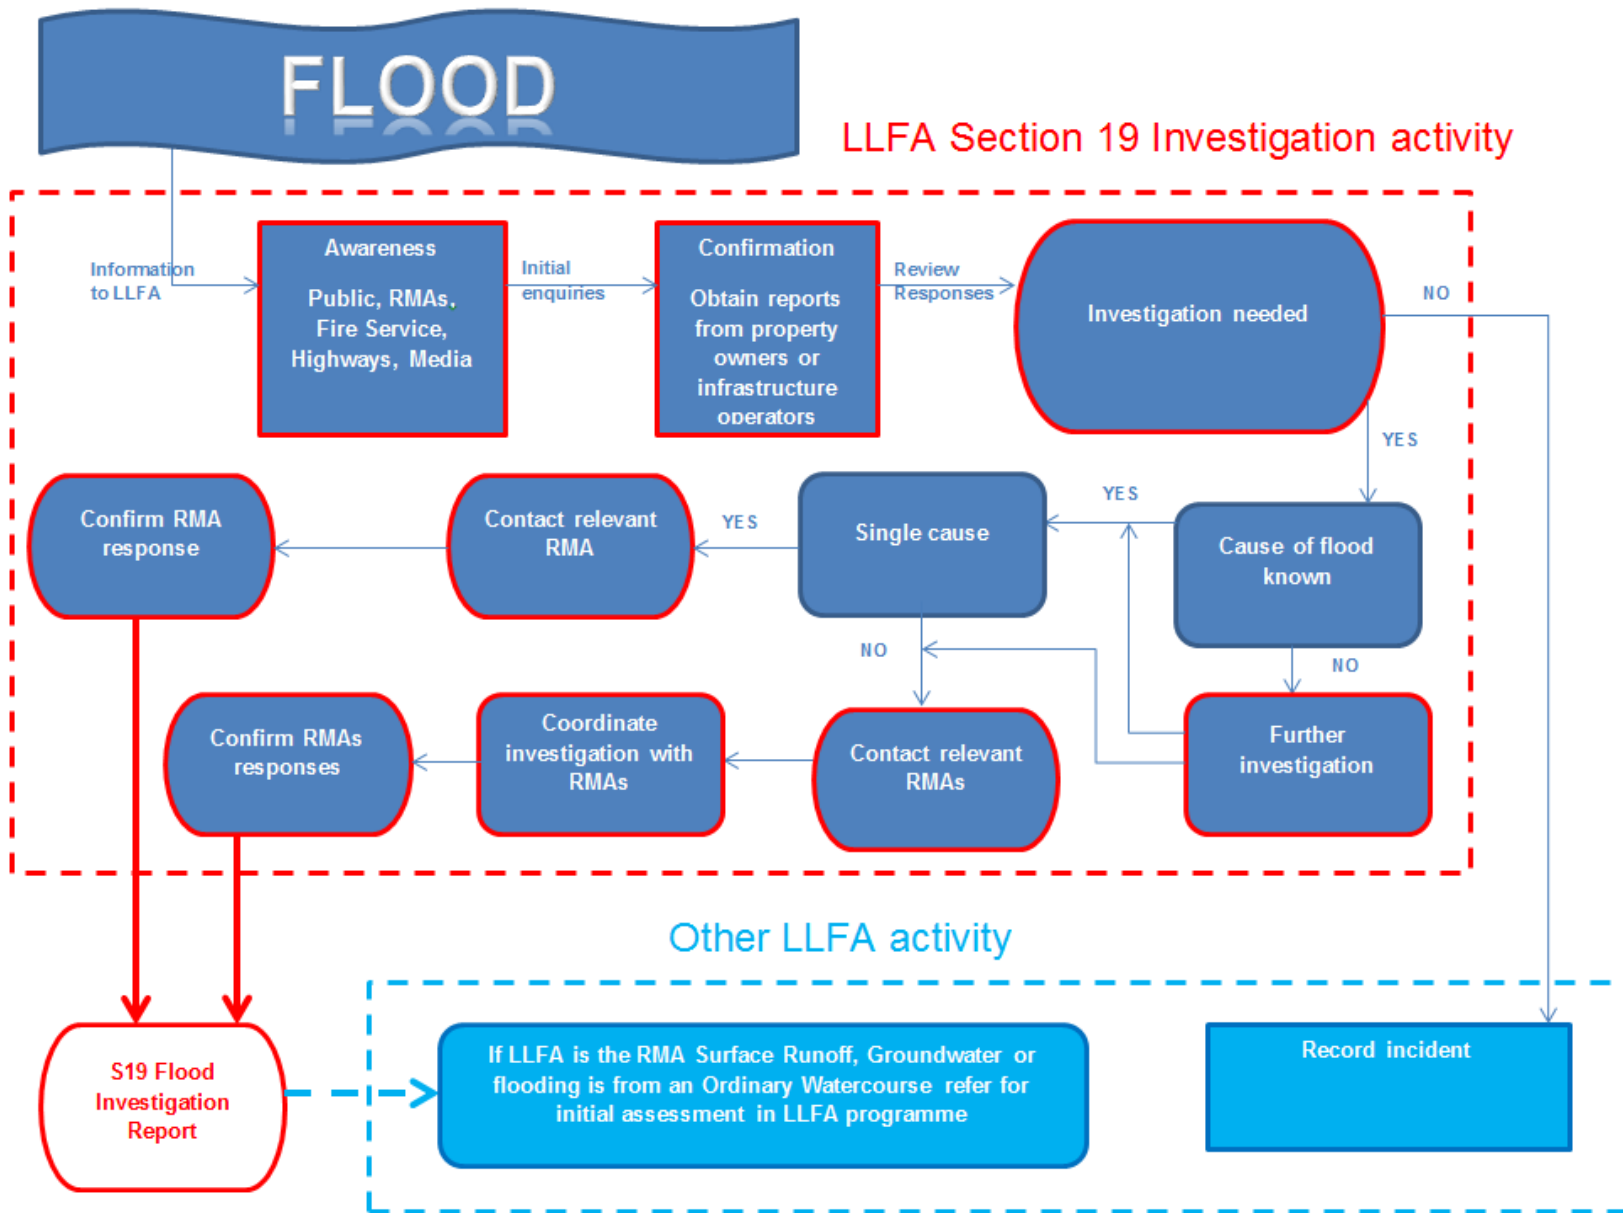 FLOOD
LLFA Section 19 Investigation activity
Information
to LLFA
Awareness
Public, RMAs,
Fire Service,
Highways, Media
Initial
enquiries
Confirmation
Obtain reports
from property
owners or
infrastructure
operators
Review
Responses
Investigation needed
NO
YES
Confirm RMA
response
Contact relevant
RMA
YES
Single cause
YES
Cause of flood
known
NO
NO
Confirm RMAs
responses
Coordinate
investigation with
RMAs
Contact relevant
RMAs
Further
investigation
Other LLFA activity
S19 Flood
Investigation
Report
If LLFA is the RMA Surface Runoff, Groundwater or
flooding is from an Ordinary Watercourse refer for
initial assessment in LLFA programme
Record incident